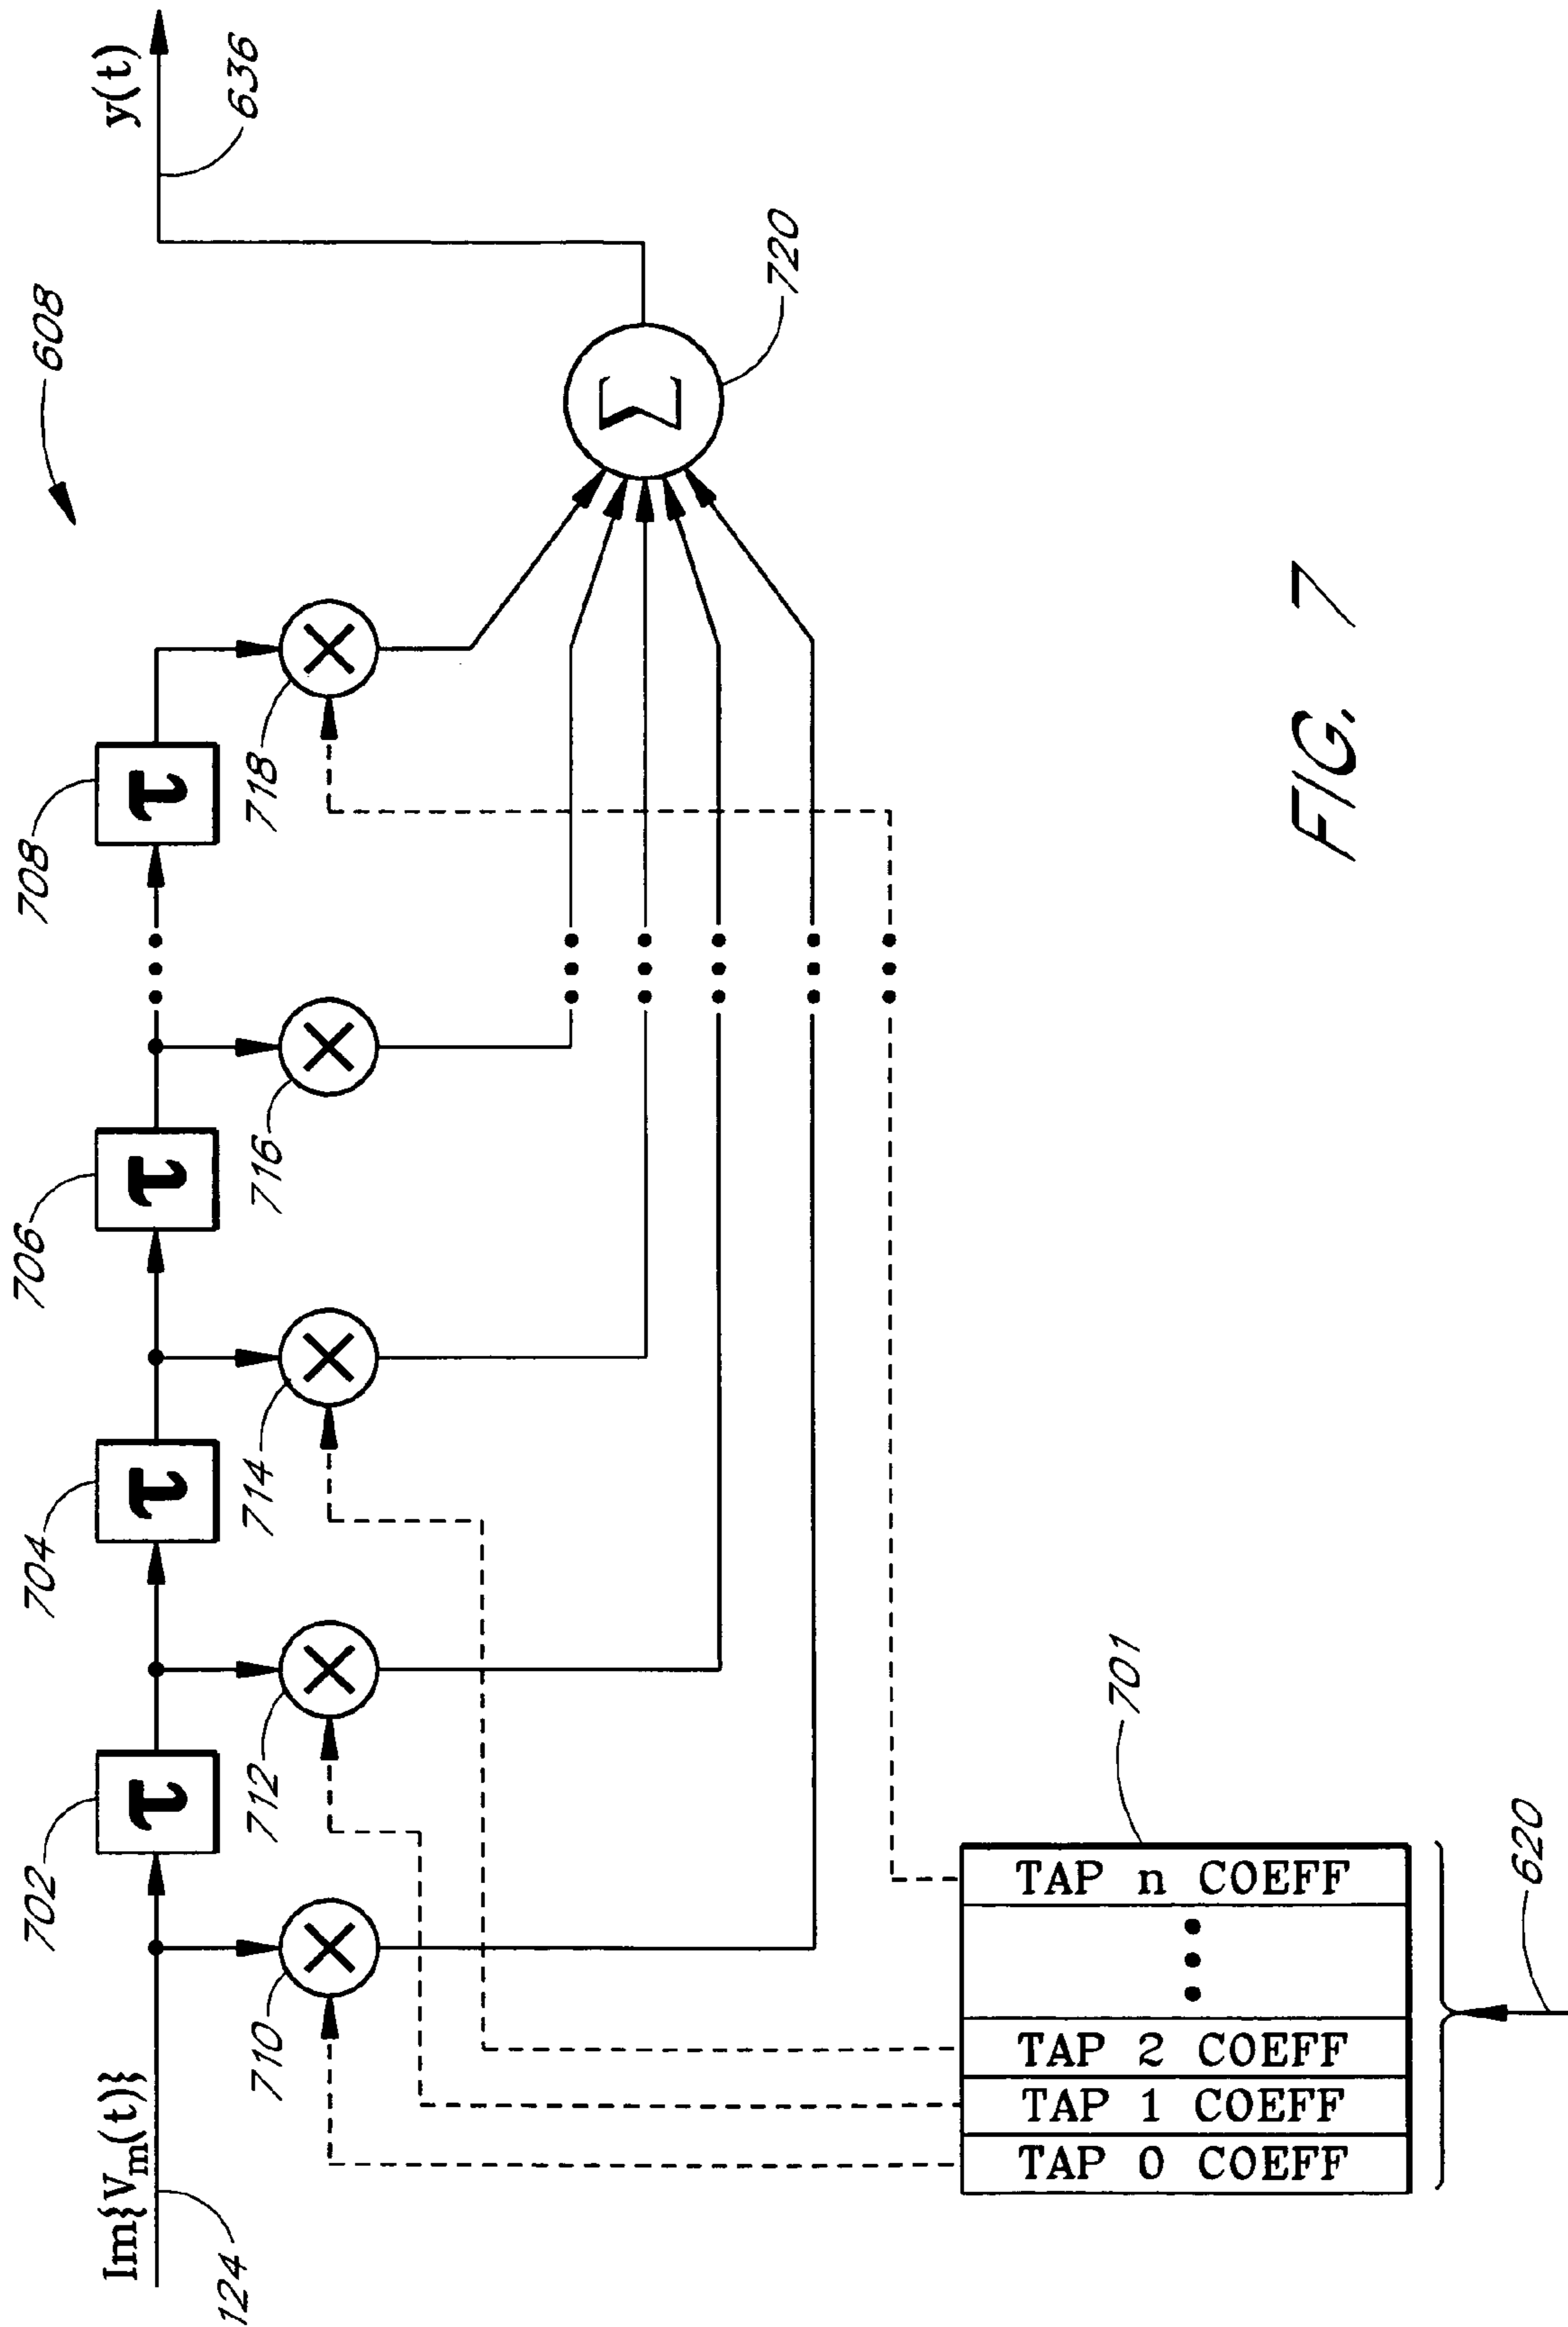 608
Im{V_m(t)}
124
702
τ
704
τ
706
τ
708
τ
y(t)
636
710
×
712
×
714
×
716
×
718
×
Σ
720
TAP 0 COEFF
TAP 1 COEFF
TAP 2 COEFF
TAP n COEFF
701
620
FIG. 7